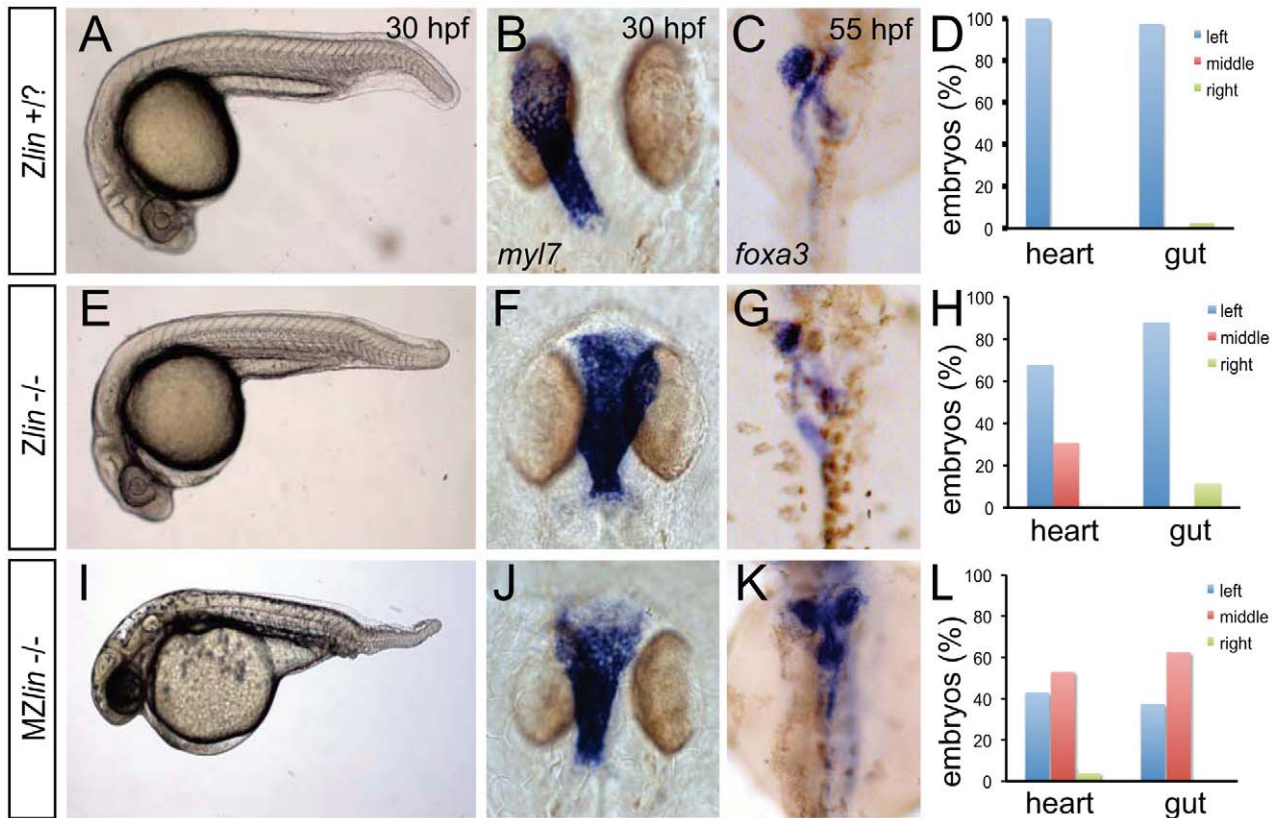 Zlin +/?
A
30 hpf
B
30 hpf
myl7
C
55 hpf
foxa3
D
embryos (%)
100
80
60
40
20
0
left
middle
right
heart
gut
Zlin -/-
E
F
G
H
embryos (%)
100
80
60
40
20
0
left
middle
right
heart
gut
MZlin -/-
I
J
K
L
embryos (%)
100
80
60
40
20
0
left
middle
right
heart
gut